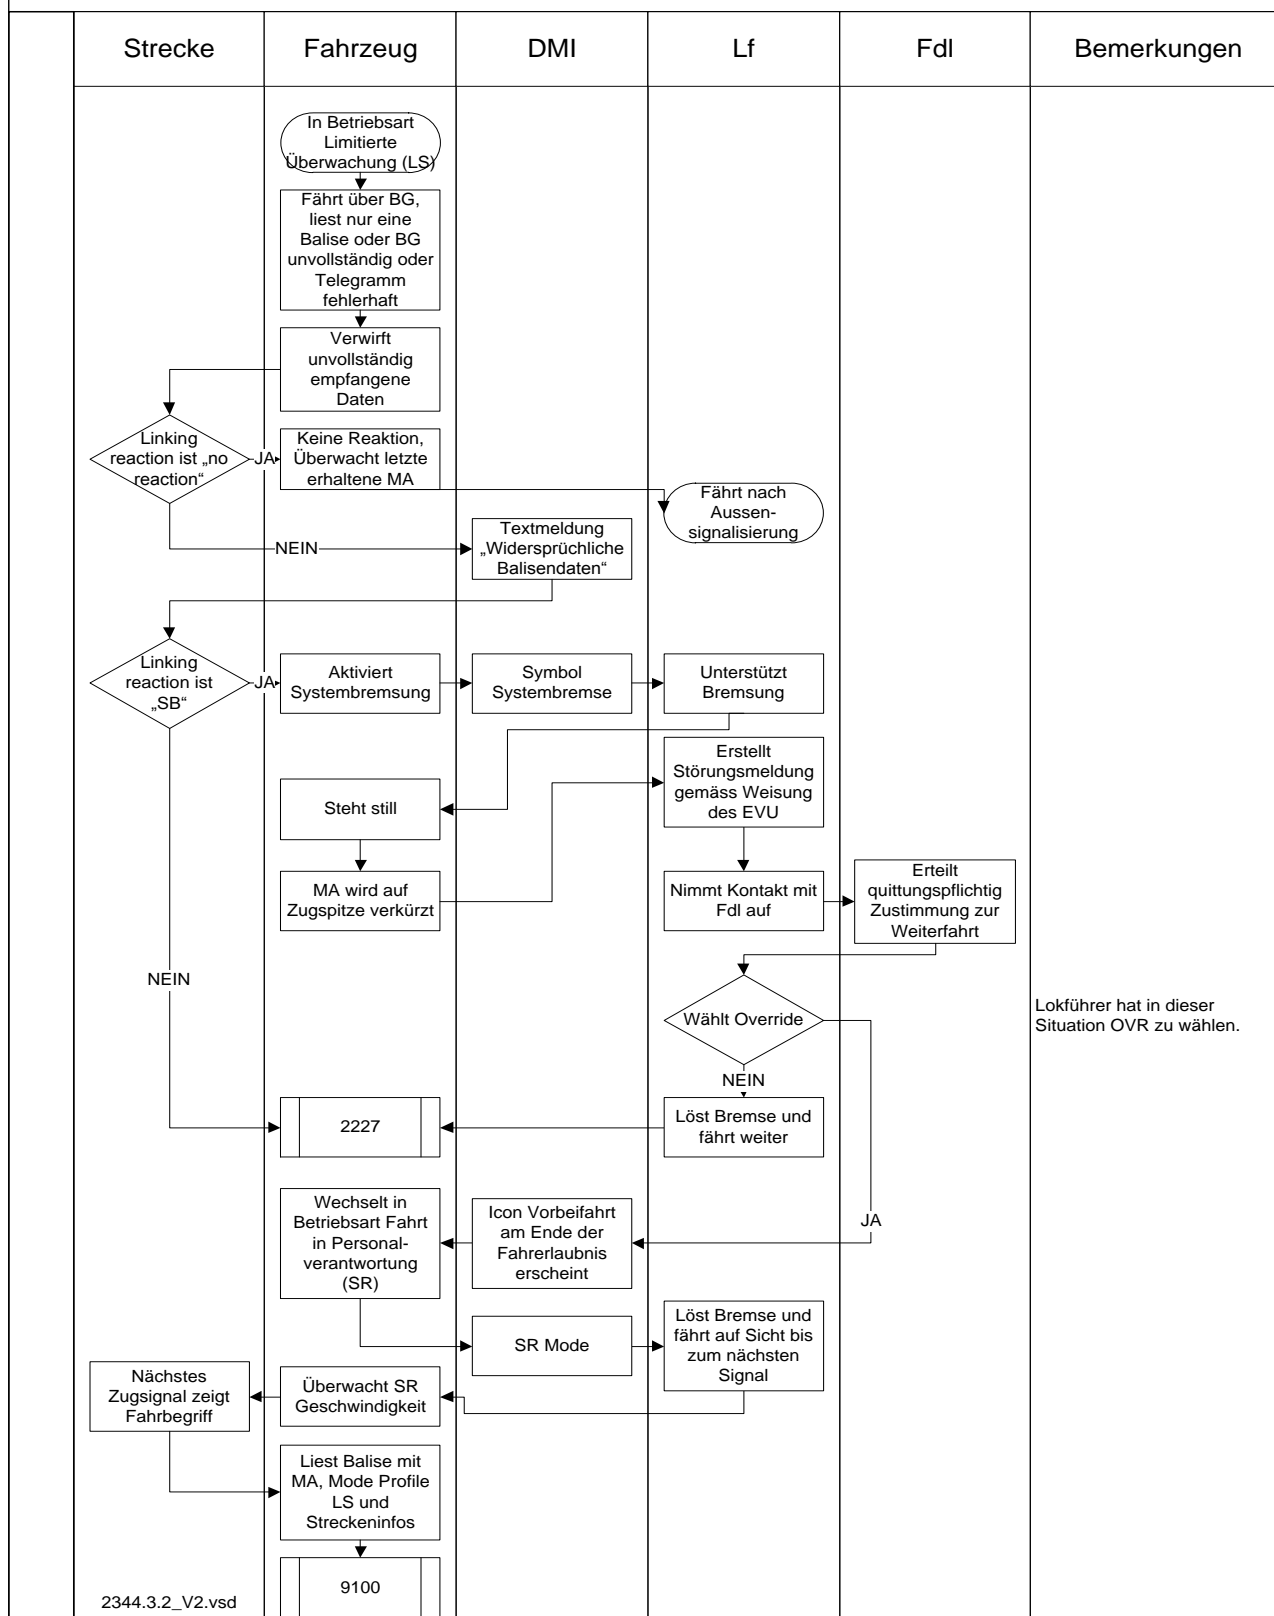 Strecke
Fahrzeug
DMI
Lf
Fdl
Bemerkungen
In Betriebsart
Limitierte
Überwachung (LS)
Fährt über BG,
liest nur eine
Balise oder BG
unvollständig oder
Telegramm
fehlerhaft
Verwirft
unvollständig
empfangene
Daten
Linking
reaction ist „no
reaction“
JA
Keine Reaktion,
Überwacht letzte
erhaltene MA
Fährt nach
Aussen-
signalisierung
NEIN
Textmeldung
„Widersprüchliche
Balisendaten“
Linking
reaction ist
„SB“
JA
Aktiviert
Systembremsung
Symbol
Systembremse
Unterstützt
Bremsung
Erstellt
Störungsmeldung
gemäss Weisung
des EVU
Steht still
MA wird auf
Zugspitze verkürzt
Nimmt Kontakt mit
Fdl auf
Erteilt
quittungspflichtig
Zustimmung zur
Weiterfahrt
NEIN
Wählt Override
Lokführer hat in dieser
Situation OVR zu wählen.
NEIN
2227
Löst Bremse und
fährt weiter
Wechselt in
Betriebsart Fahrt
in Personal-
verantwortung
(SR)
Icon Vorbeifahrt
am Ende der
Fahrerlaubnis
erscheint
JA
SR Mode
Löst Bremse und
fährt auf Sicht bis
zum nächsten
Signal
Nächstes
Zugsignal zeigt
Fahrbegriff
Überwacht SR
Geschwindigkeit
Liest Balise mit
MA, Mode Profile
LS und
Streckeninfos
9100
2344.3.2_V2.vsd